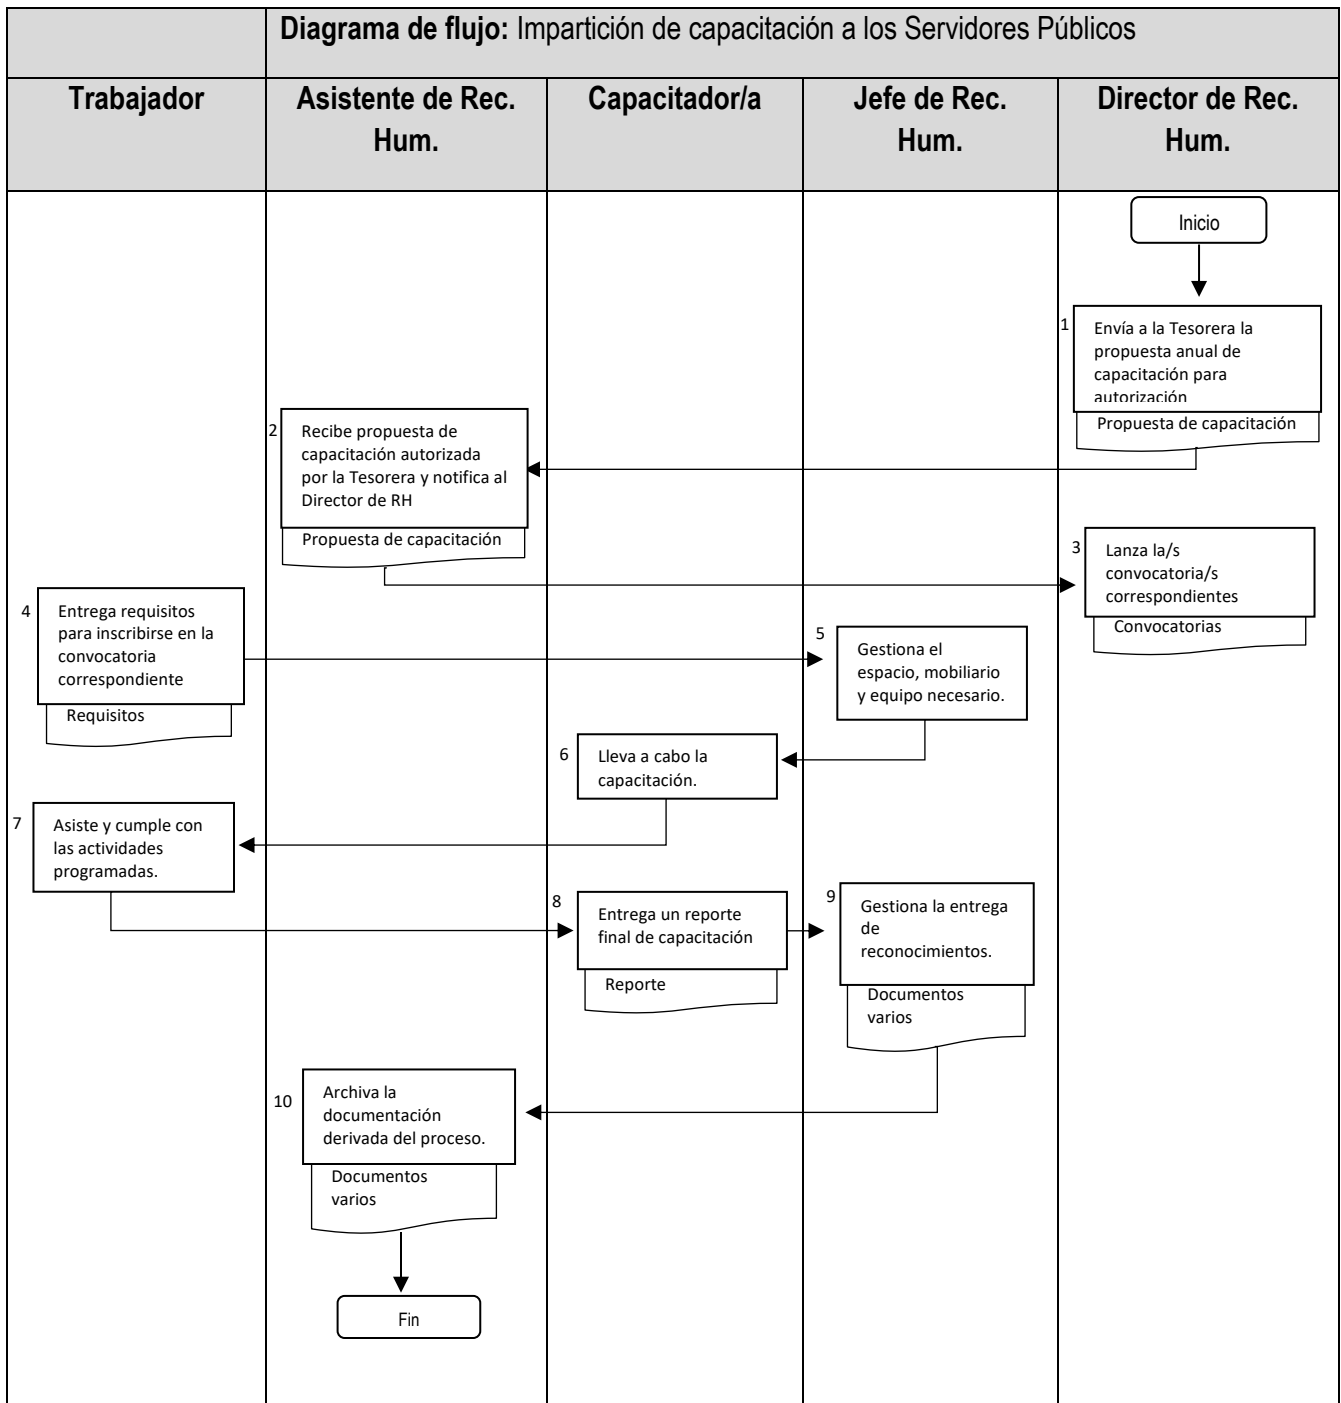 Diagrama de flujo: Impartición de capacitación a los Servidores Públicos
Trabajador
Asistente de Rec.
Hum.
Capacitador/a
Jefe de Rec.
Hum.
Director de Rec.
Hum.
Inicio
1
Envía a la Tesorera la
propuesta anual de
capacitación para
autorización
Propuesta de capacitación
2
Recibe propuesta de
capacitación autorizada
por la Tesorera y notifica al
Director de RH
Propuesta de capacitación
3
Lanza la/s
convocatoria/s
correspondientes
Convocatorias
4
Entrega requisitos
para inscribirse en la
convocatoria
correspondiente
Requisitos
5
Gestiona el
espacio, mobiliario
y equipo necesario.
6
Lleva a cabo la
capacitación.
7
Asiste y cumple con
las actividades
programadas.
8
Entrega un reporte
final de capacitación
Reporte
9
Gestiona la entrega
de
reconocimientos.
Documentos
varios
10
Archiva la
documentación
derivada del proceso.
Documentos
varios
Fin